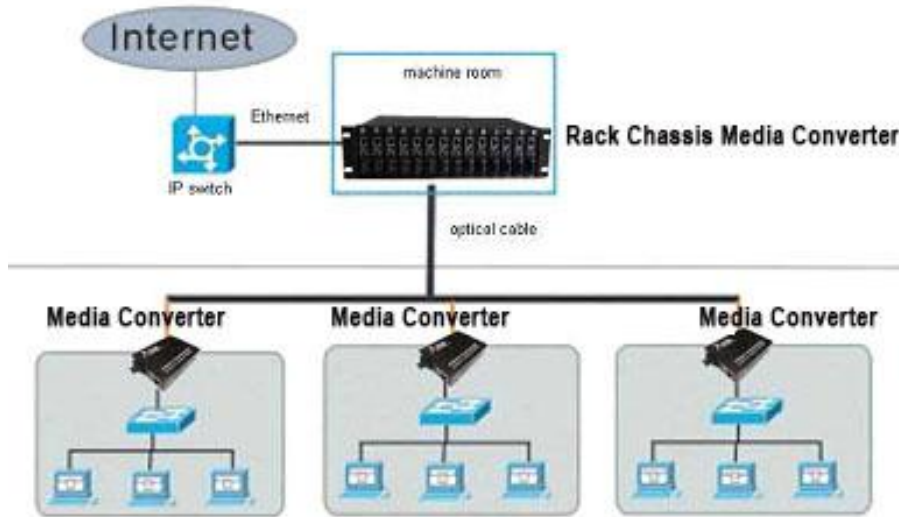 Internet
machine room
Ethernet
Rack Chassis Media Converter
IP switch
optical cable
Media Converter
Media Converter
Media Converter